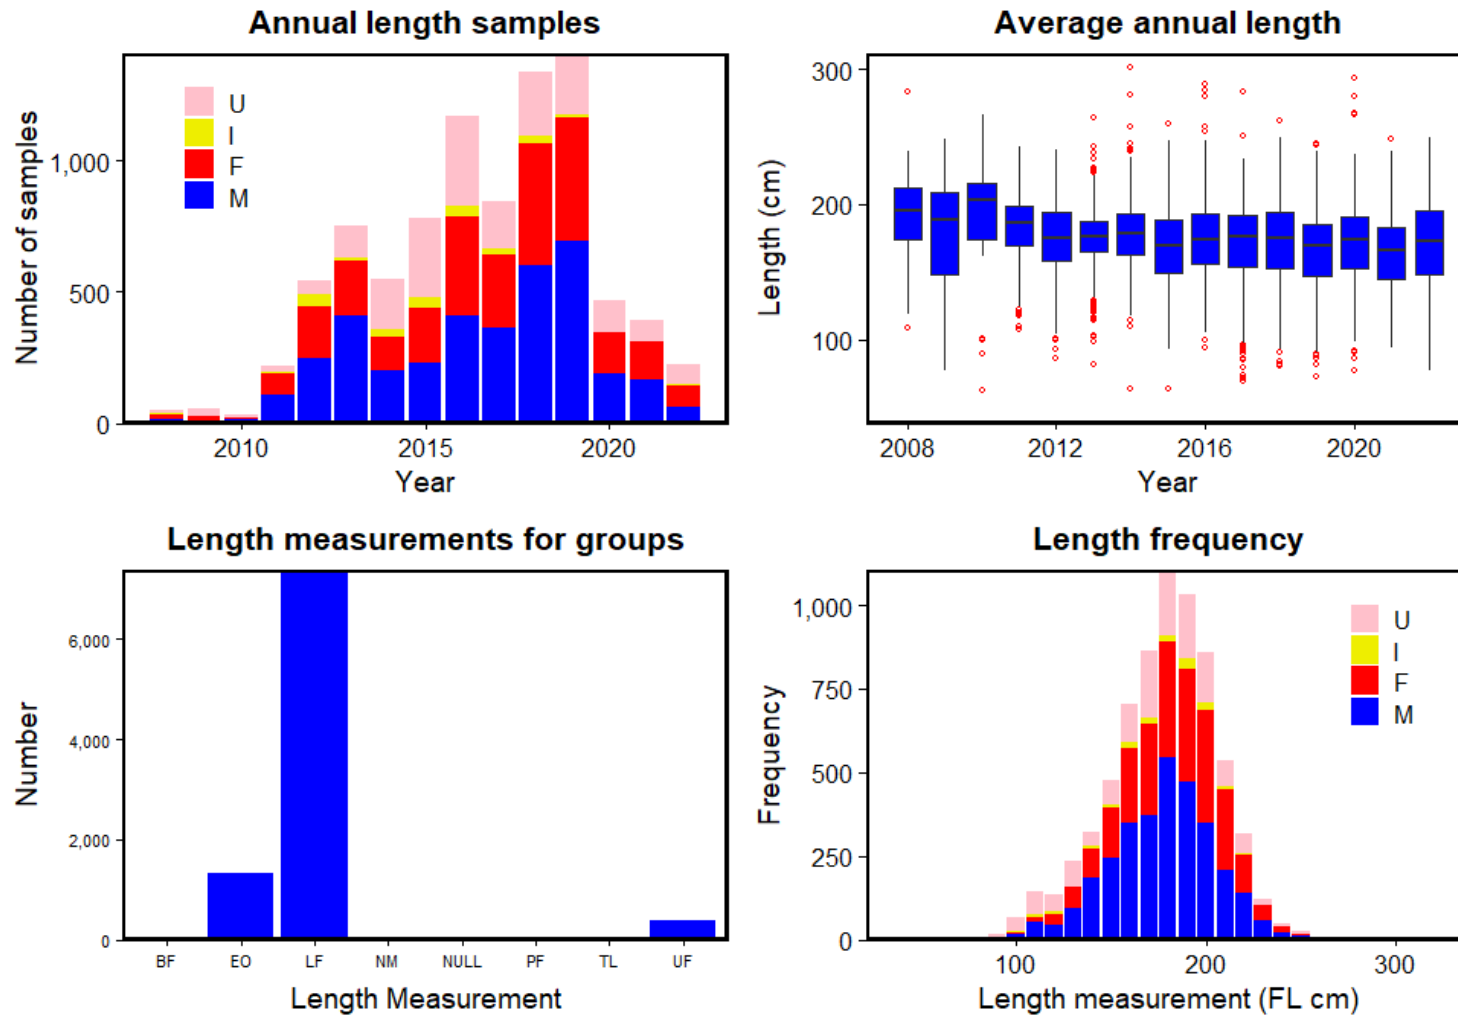 Annual length samples
Number of samples
1,000
500
0
U
I
F
M
2010 2015 2020
Year
Average annual length
Length (cm)
300
200
100
2008 2012 2016 2020
Year
Length measurements for groups
Number
6,000
4,000
2,000
0
BF EO LF NM NULL PF TL UF
Length Measurement
Length frequency
Frequency
1,000
750
500
250
0
U
I
F
M
100 200 300
Length measurement (FL cm)